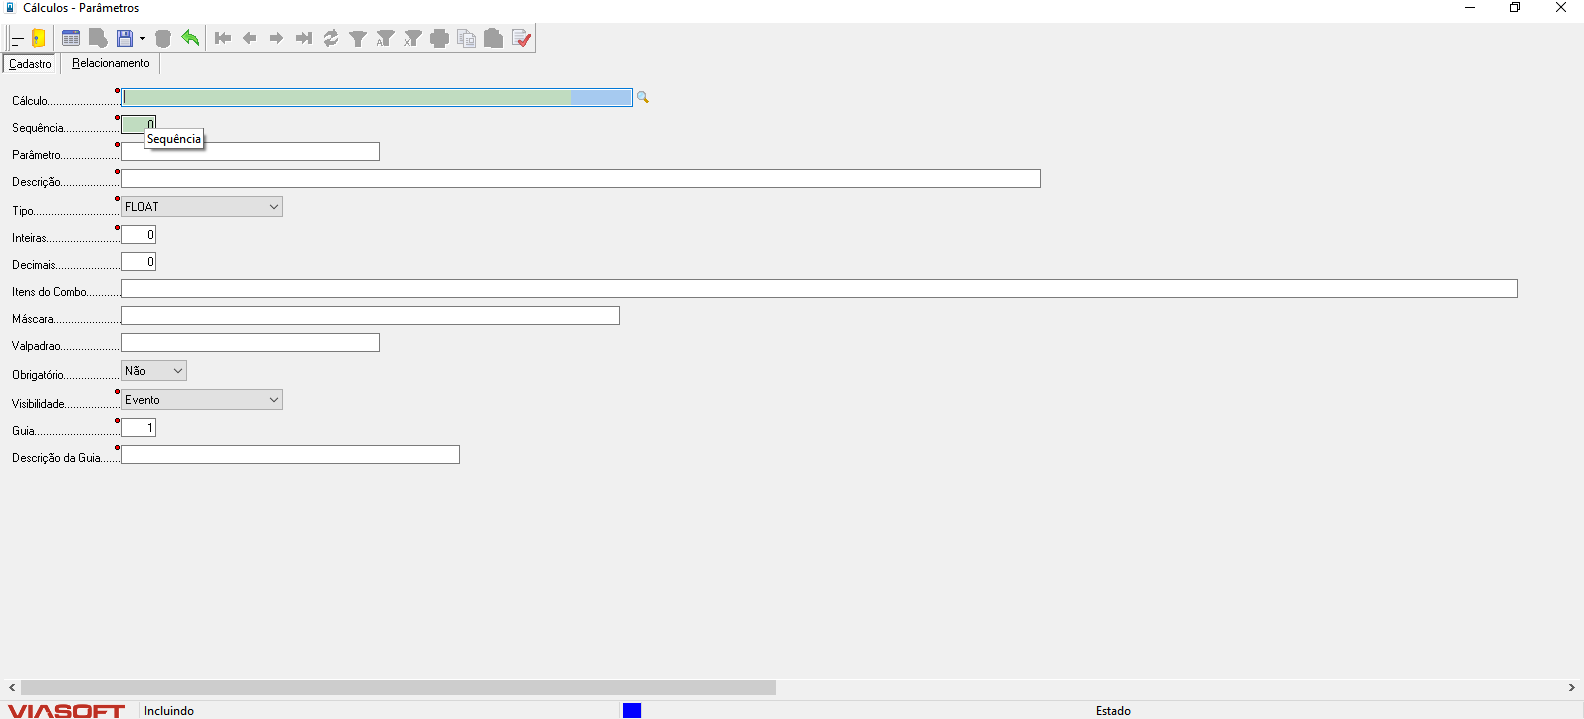 Cálculos - Parâmetros
Cadastro Relacionamento
Cálculo
Sequência 0
Sequência
Parâmetro
Descrição
Tipo FLOAT
Inteiras 0
Decimais 0
Itens do Combo
Máscara
Valpadrao
Obrigatório Não
Visibilidade Evento
Guia 1
Descrição da Guia
VIASOFT Incluindo Estado